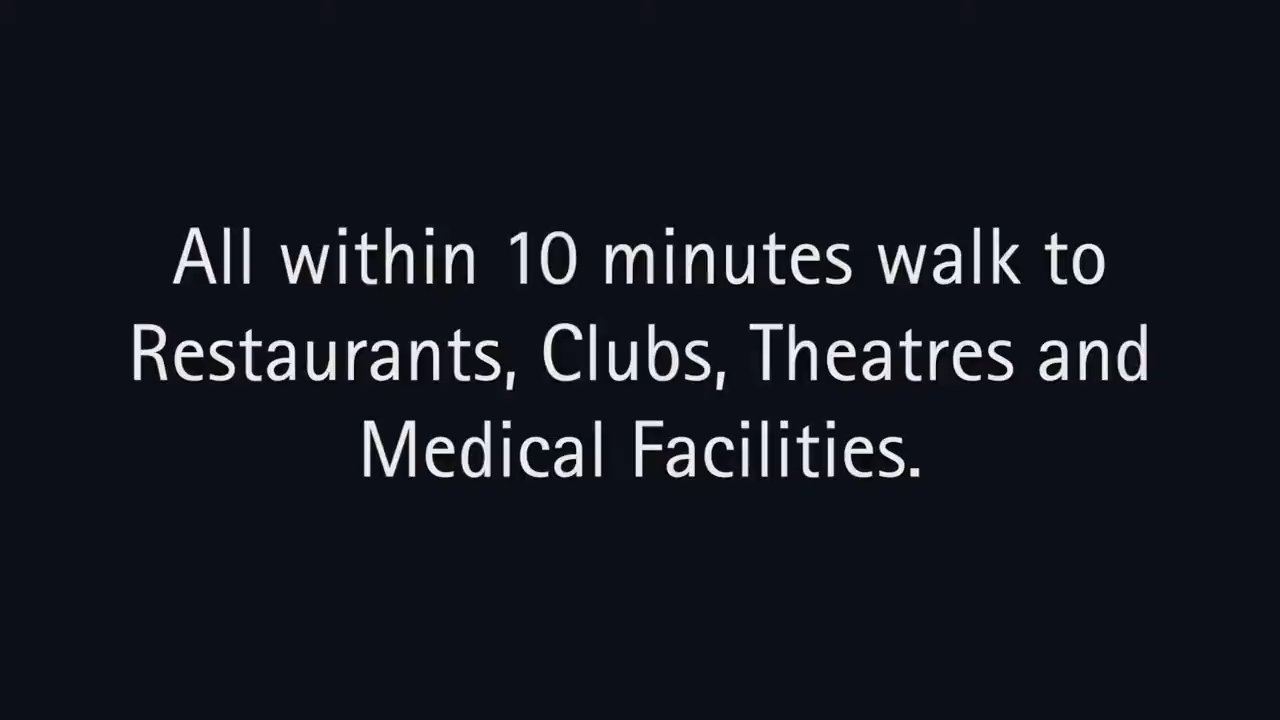 All within 10 minutes walk to
Restaurants, Clubs, Theatres and
Medical Facilities.